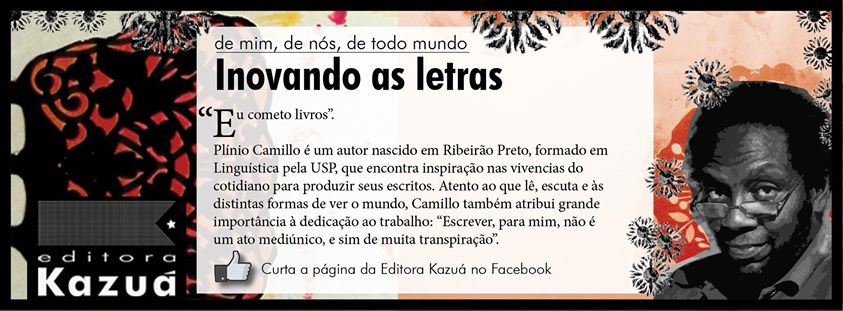 de mim, de nós, de todo mundo
Inovando as letras
“Eu cometo livros”.
Plínio Camillo é um autor nascido em Ribeirão Preto, formado em
Linguística pela USP, que encontra inspiração nas vivencias do
cotidiano para produzir seus escritos. Atento ao que lê, escuta e às
distintas formas de ver o mundo, Camillo também atribui grande
importância à dedicação ao trabalho: “Escrever, para mim, não é
um ato mediúnico, e sim de muita transpiração”.
Curta a página da Editora Kazuá no Facebook
editora
Kazuá